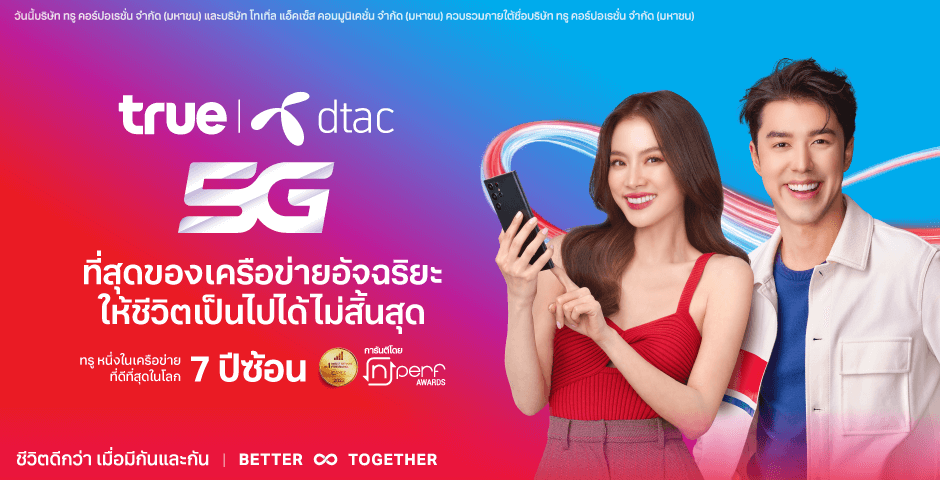 วันนี้บริษัท ทรู คอร์ปอเรชั่น จำกัด (มหาชน) และบริษัท โทเทิ่ล แอ็คเซ็ส คอมมูนิเคชั่น จำกัด (มหาชน) ควบรวมภายใต้ชื่อบริษัท ทรู คอร์ปอเรชั่น จำกัด (มหาชน)
true | dtac
5G
ที่สุดของเครือข่ายอัจฉริยะ
ให้ชีวิตเป็นไปได้ไม่สิ้นสุด
ทรู หนึ่งในเครือข่าย
ที่ดีที่สุดในโลก
7 ปีซ้อน
การันตีโดย
nperf
AWARDS
ชีวิตดีกว่า เมื่อมีกันและกัน | BETTER ∞ TOGETHER